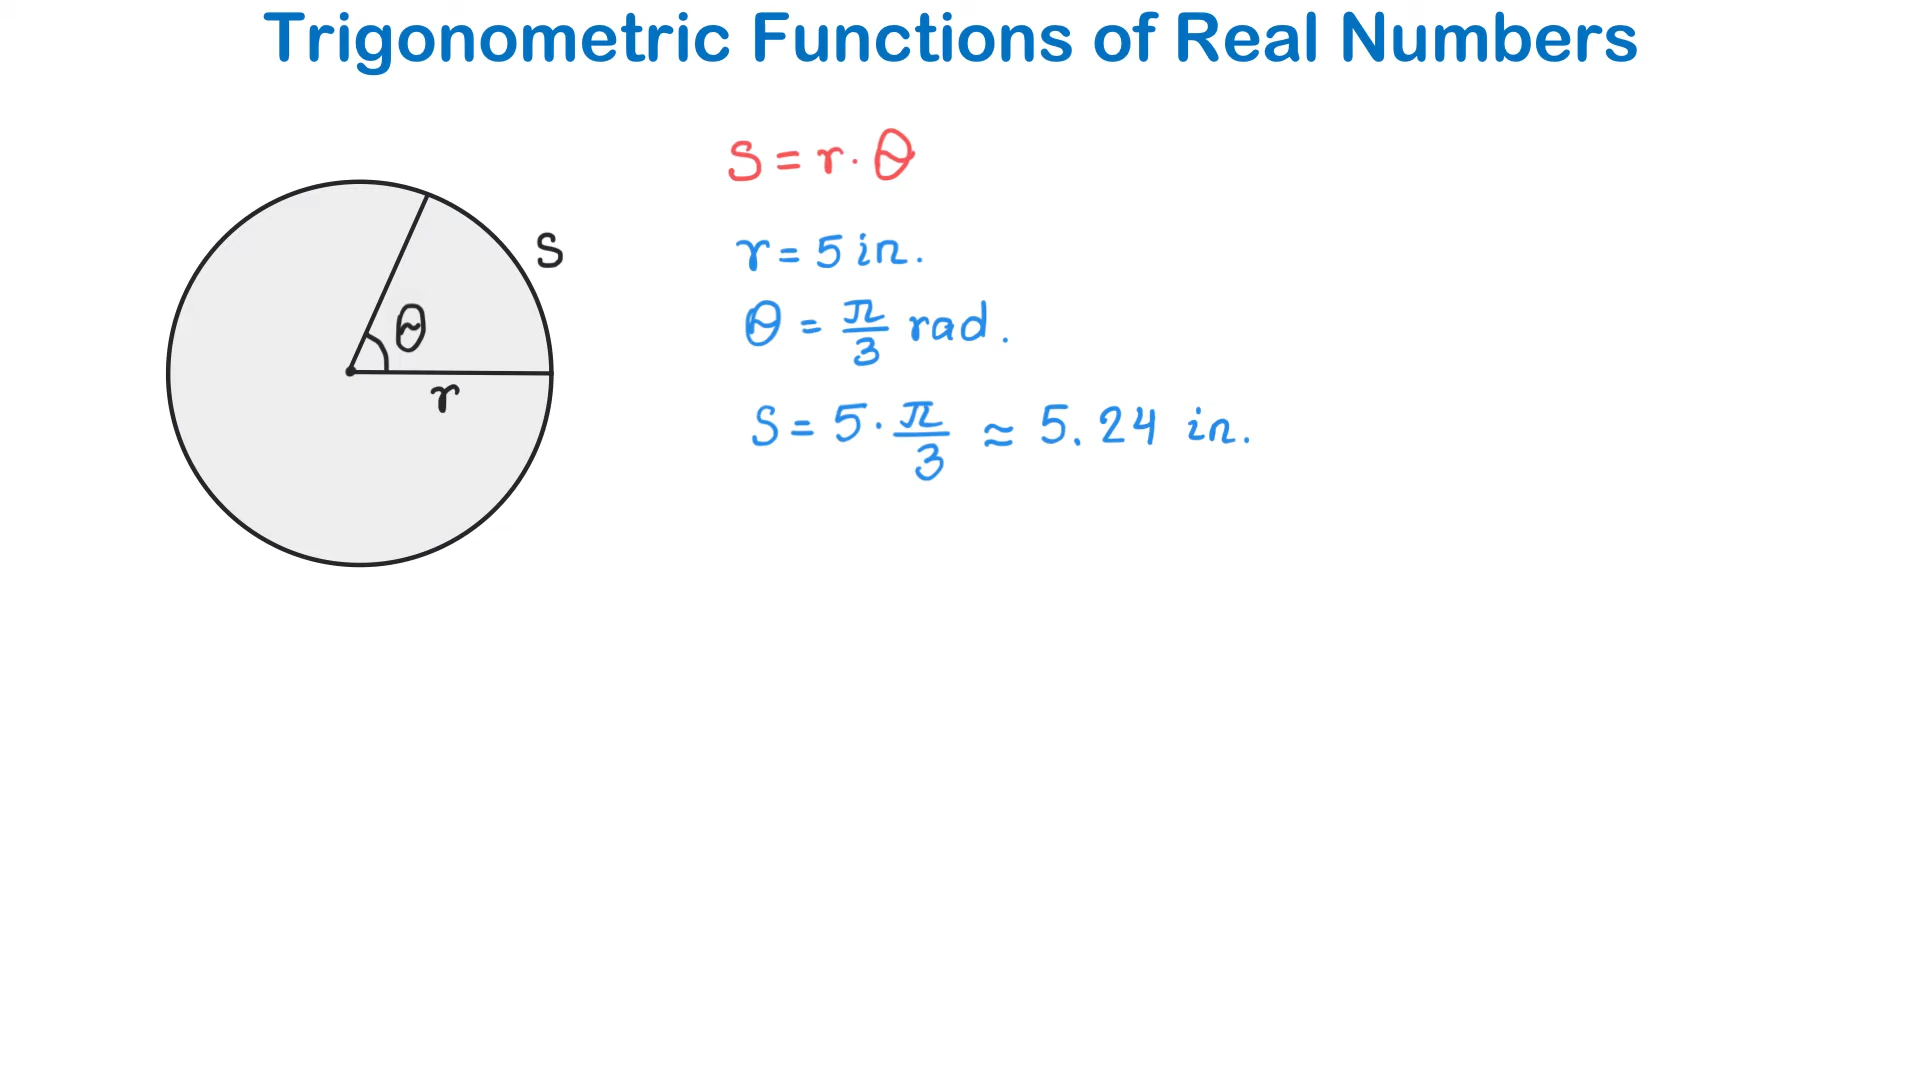 Trigonometric Functions of Real Numbers
S = r · θ
S
r = 5 in.
θ
θ = π/3 rad.
r
S = 5 · π/3 ≈ 5.24 in.